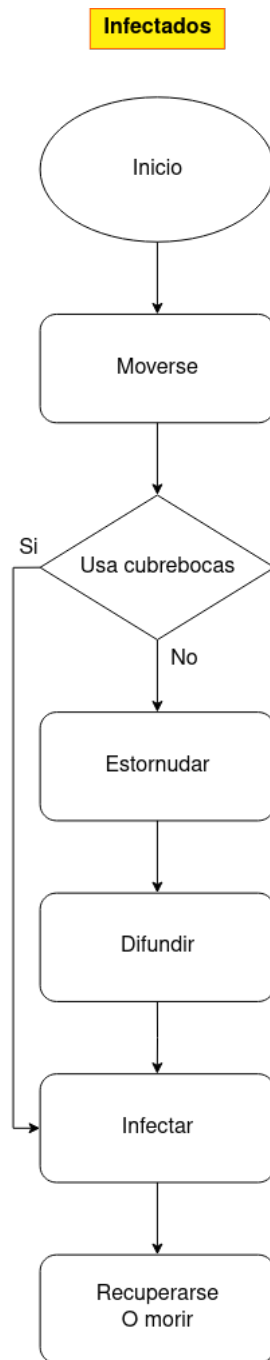 Infectados
Inicio
Moverse
Si
Usa cubrebocas
No
Estornudar
Difundir
Infectar
Recuperarse
O morir